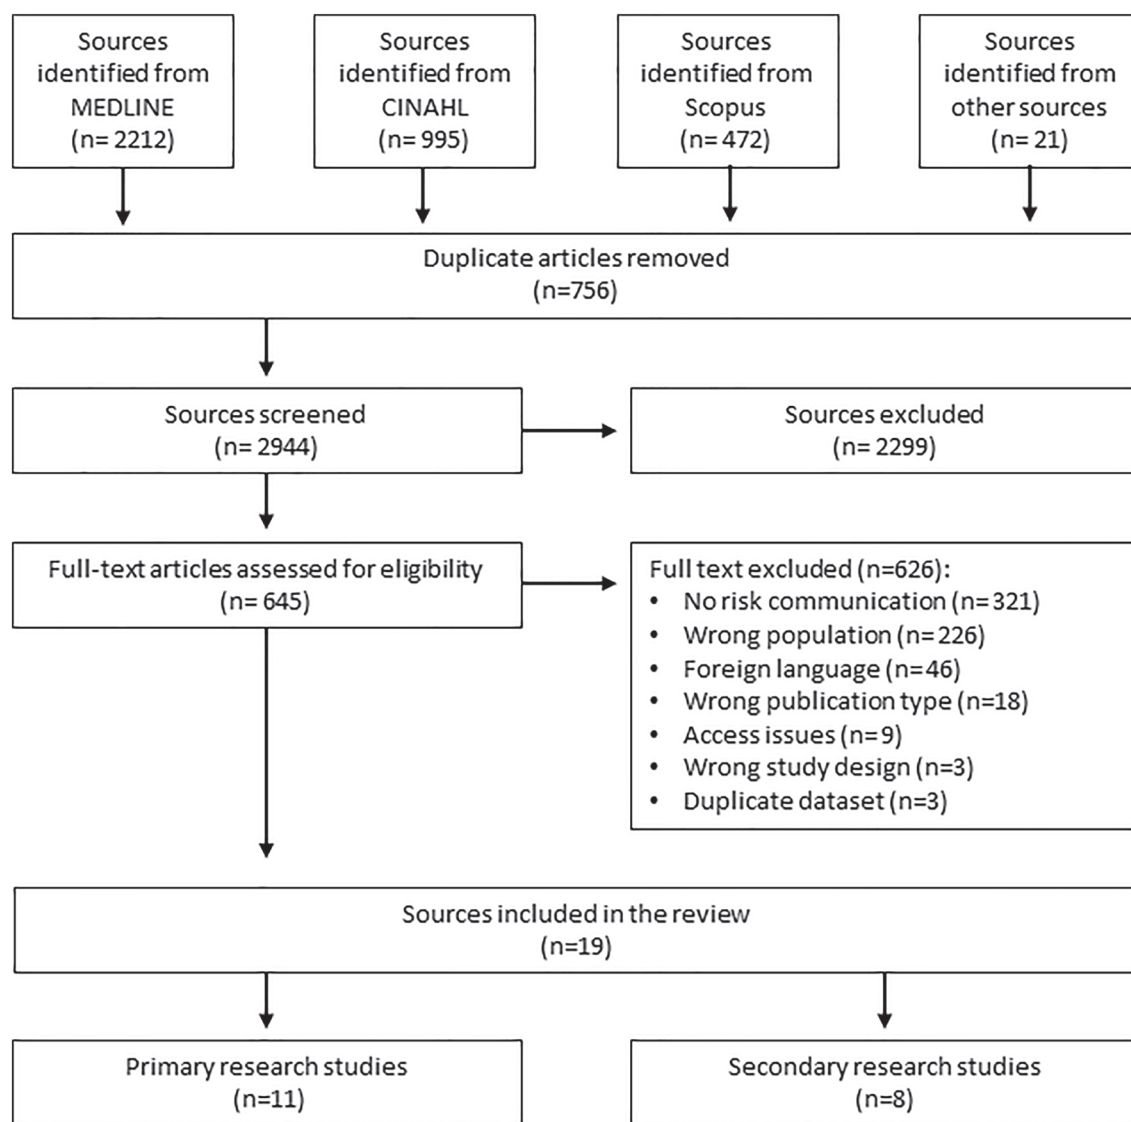 Sources
identified from
MEDLINE
(n= 2212)
Sources
identified from
CINAHL
(n= 995)
Sources
identified from
Scopus
(n= 472)
Sources
identified from
other sources
(n= 21)
Duplicate articles removed
(n=756)
Sources screened
(n= 2944)
Sources excluded
(n= 2299)
Full-text articles assessed for eligibility
(n= 645)
Full text excluded (n=626):
• No risk communication (n=321)
• Wrong population (n=226)
• Foreign language (n=46)
• Wrong publication type (n=18)
• Access issues (n=9)
• Wrong study design (n=3)
• Duplicate dataset (n=3)
Sources included in the review
(n=19)
Primary research studies
(n=11)
Secondary research studies
(n=8)